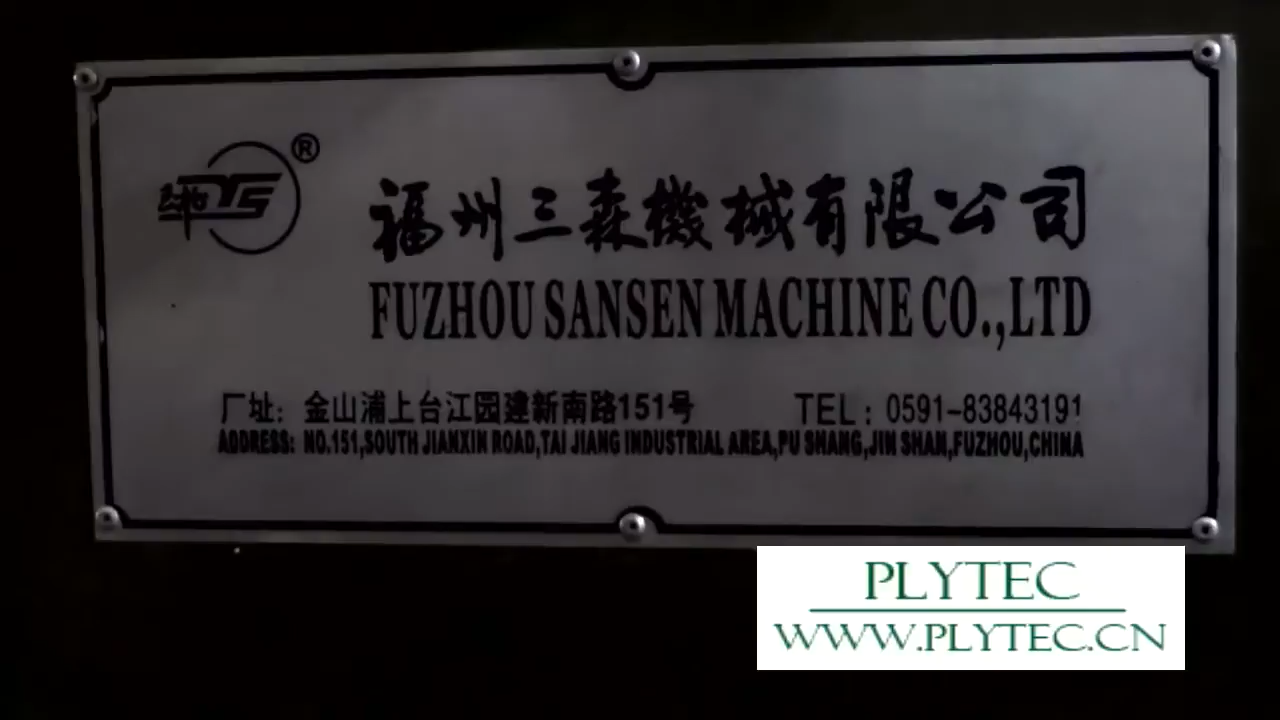 ®
福州三森機械有限公司
FUZHOU SANSEN MACHINE CO.,LTD
厂址：金山浦上台江园建新南路151号 TEL：0591-83843191
ADDRESS: NO.151,SOUTH JIANXIN ROAD,TAI JIANG INDUSTRIAL AREA,PU SHANG,JIN SHAN,FUZHOU,CHINA
PLYTEC
WWW.PLYTEC.CN